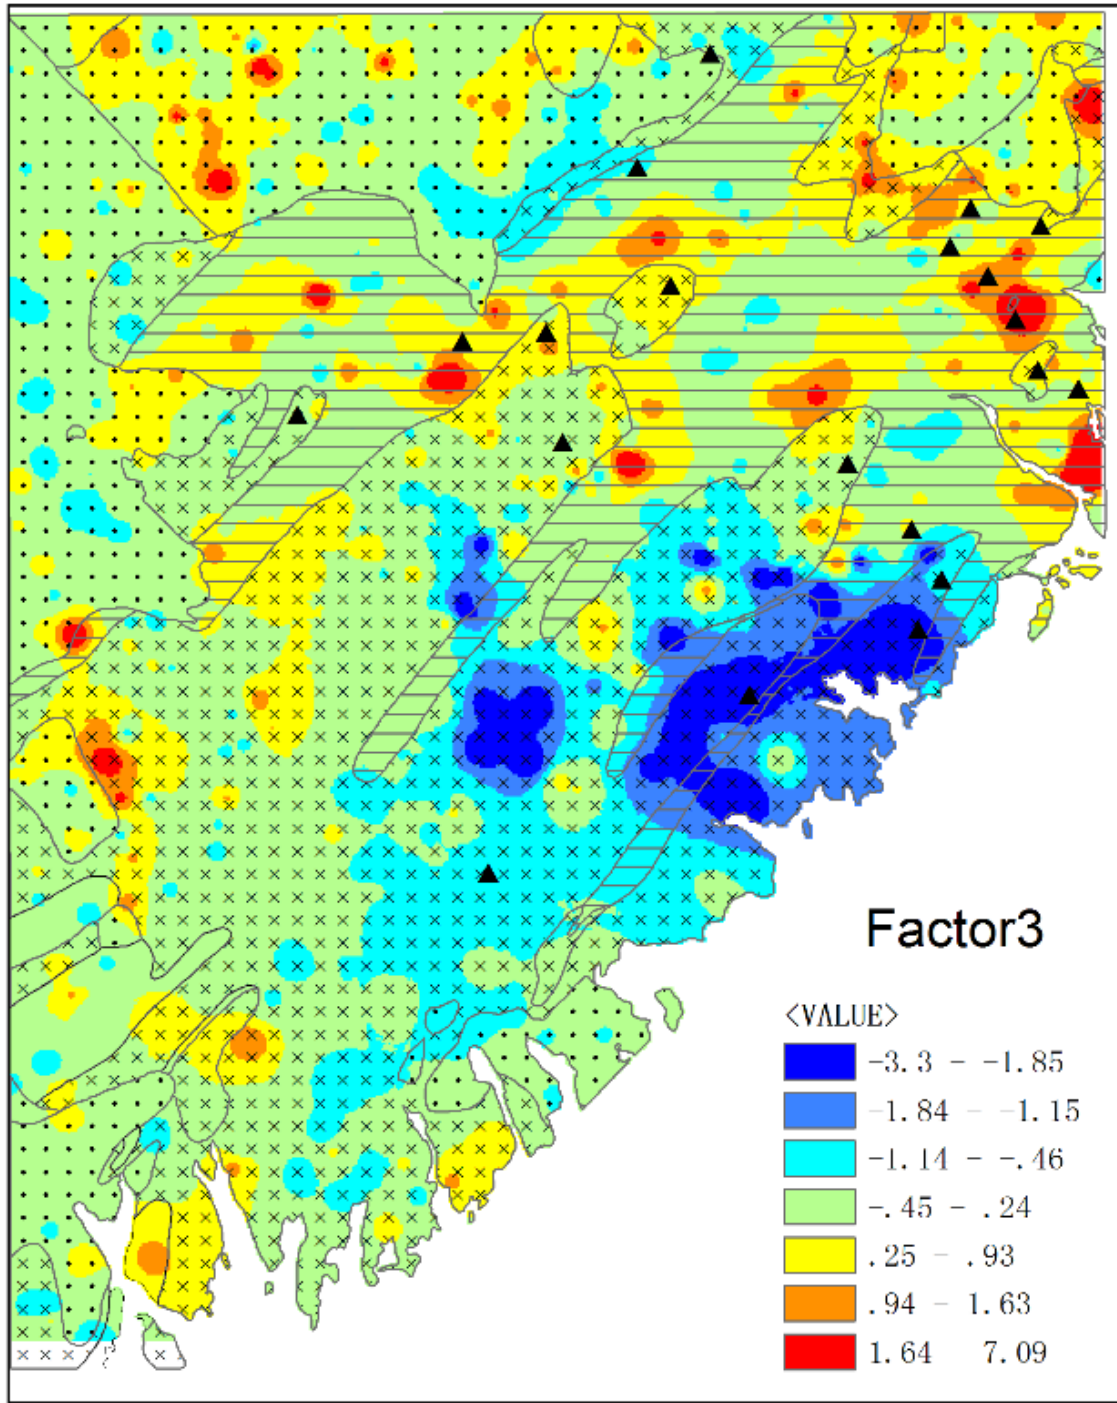 Factor3
<VALUE>
-3.3 - -1.85
-1.84 - -1.15
-1.14 - -.46
-.45 - .24
.25 - .93
.94 - 1.63
1.64 7.09